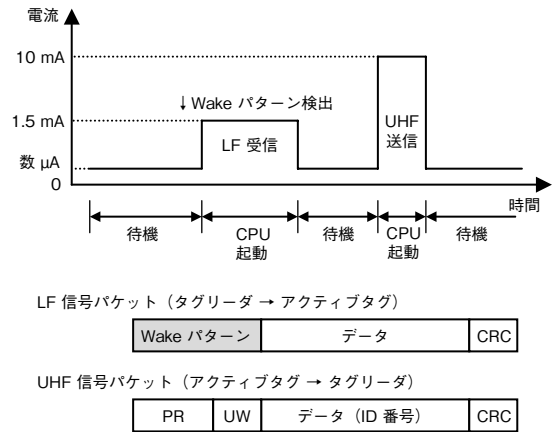 電流
10 mA
↓Wake パターン検出
1.5 mA
LF 受信
UHF
送信
数 μA
0
時間
待機
CPU
起動
待機
CPU
起動
待機
LF 信号パケット（タグリーダ → アクティブタグ）
Wake パターン データ CRC
UHF 信号パケット（アクティブタグ → タグリーダ）
PR UW データ（ID 番号） CRC